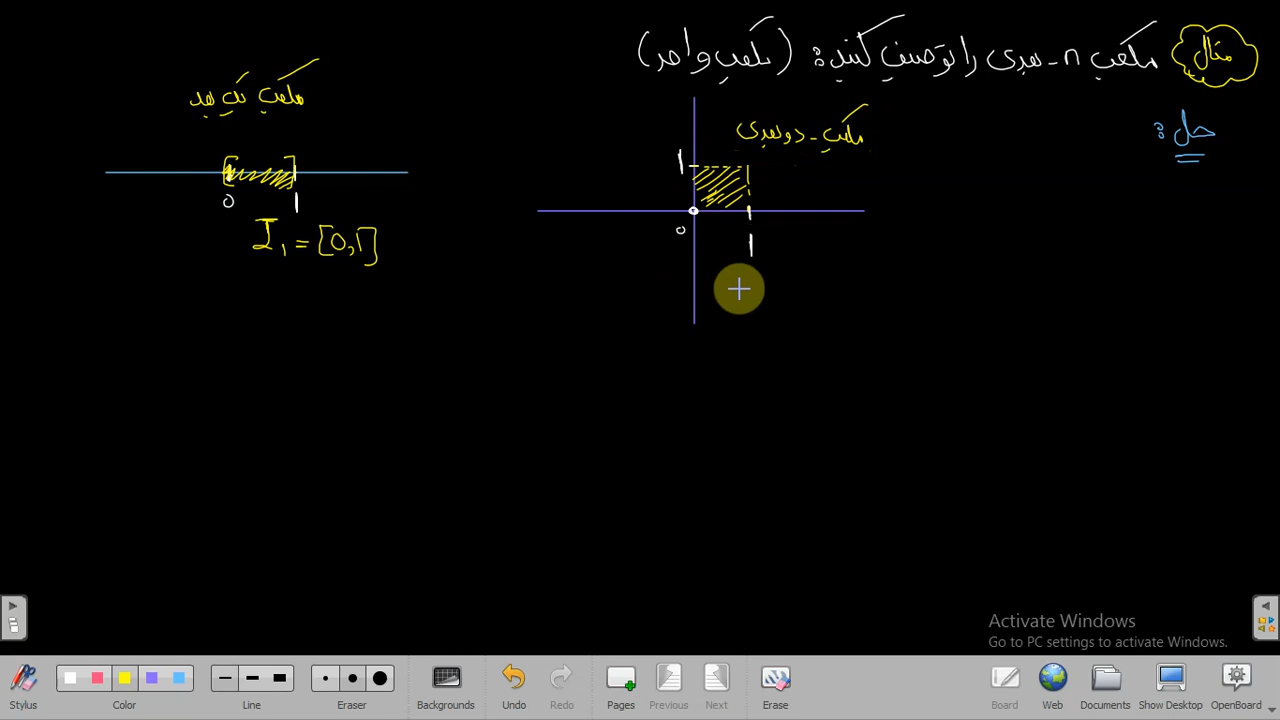 مثال
مکعب n-بعدی را توصیف کنید: (مکعب واحد)
حل:
مکعب-دوبعدی
1
0
1
مکعب یک بعد
0
1
I₁=[0,1]
Activate Windows
Go to PC settings to activate Windows.
Stylus
Color
Line
Eraser
Backgrounds
Undo
Redo
Pages
Previous
Next
Erase
Board
Web
Documents
Show Desktop
OpenBoard